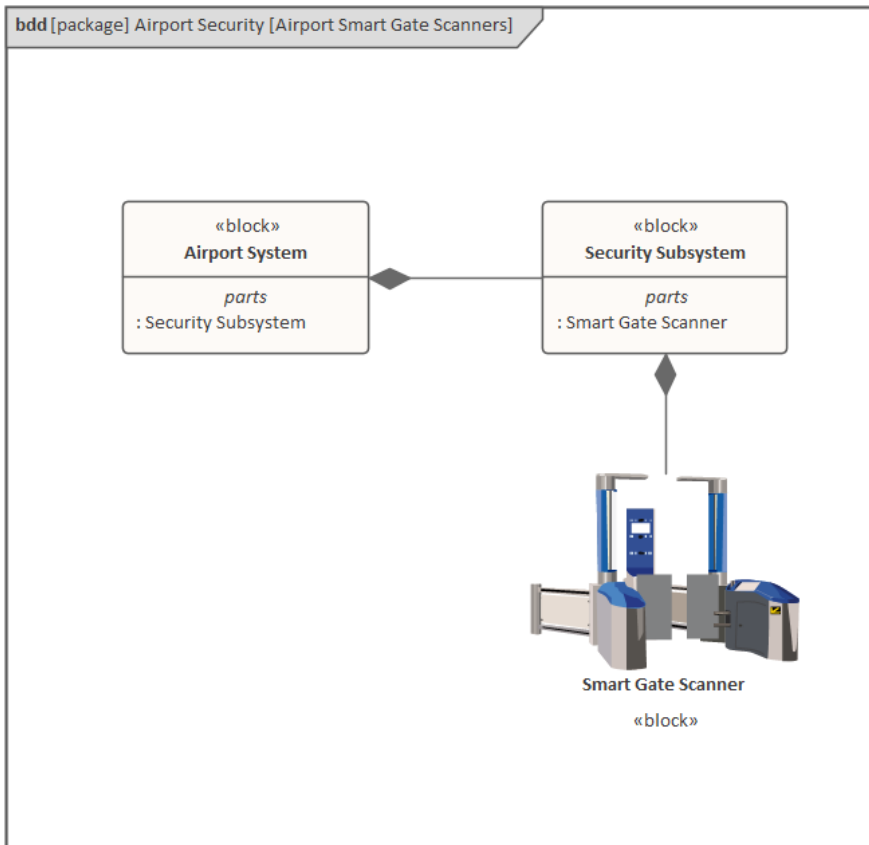 bdd [package] Airport Security [Airport Smart Gate Scanners]
«block»
Airport System
parts
: Security Subsystem
«block»
Security Subsystem
parts
: Smart Gate Scanner
Smart Gate Scanner
«block»